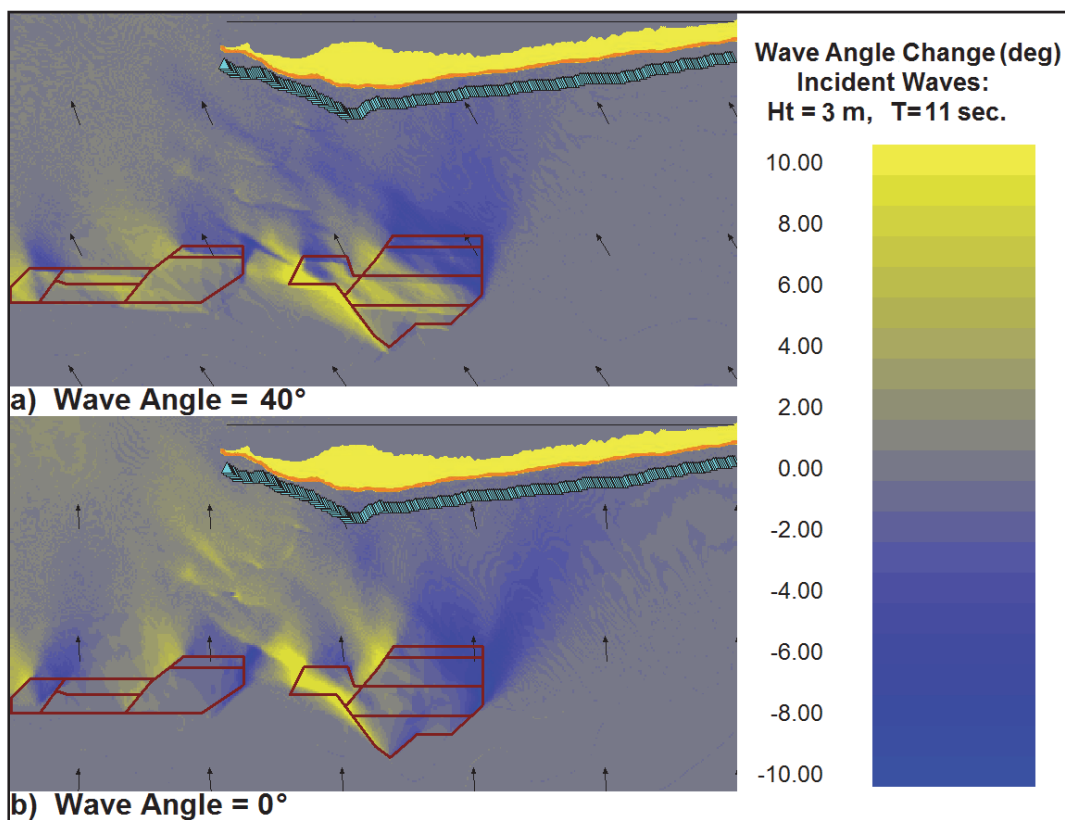 Wave Angle Change (deg)
Incident Waves:
Ht = 3 m, T=11 sec.
10.00
8.00
6.00
4.00
2.00
0.00
-2.00
-4.00
-6.00
-8.00
-10.00
a) Wave Angle = 40°
b) Wave Angle = 0°